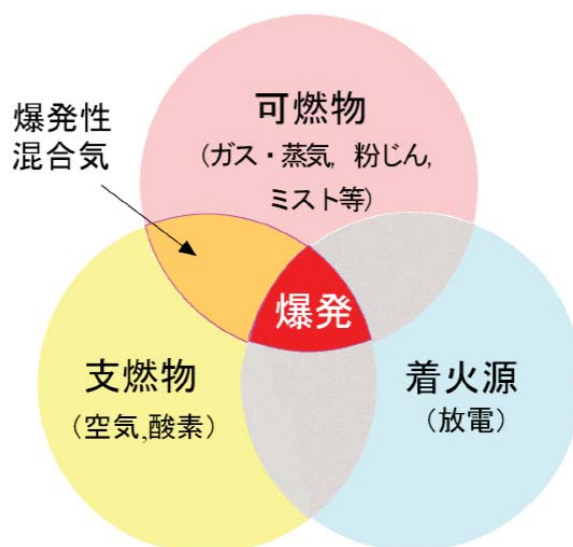 可燃物
(ガス・蒸気, 粉じん,
ミスト等)
爆発性
混合気
爆発
支燃物
(空気,酸素)
着火源
(放電)